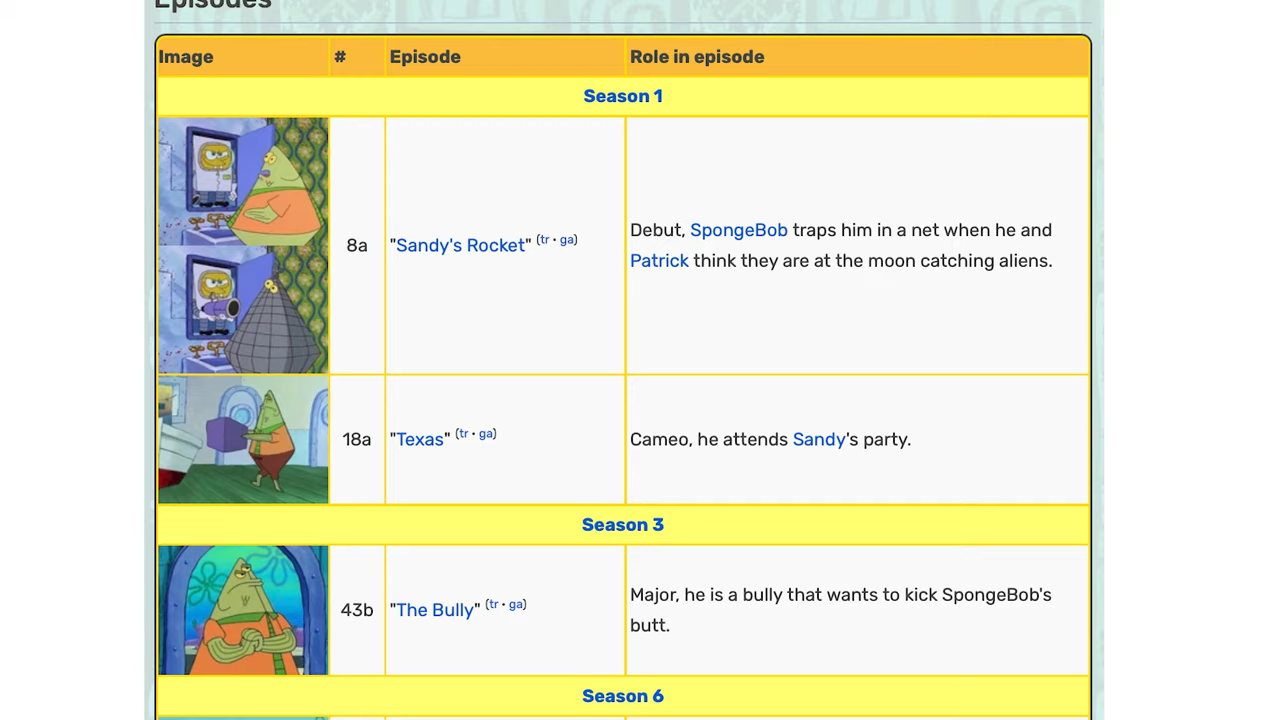 Episodes
Image # Episode Role in episode
Season 1
8a "Sandy's Rocket" (tr • ga) Debut, SpongeBob traps him in a net when he and
Patrick think they are at the moon catching aliens.
18a "Texas" (tr • ga) Cameo, he attends Sandy's party.
Season 3
43b "The Bully" (tr • ga) Major, he is a bully that wants to kick SpongeBob's
butt.
Season 6